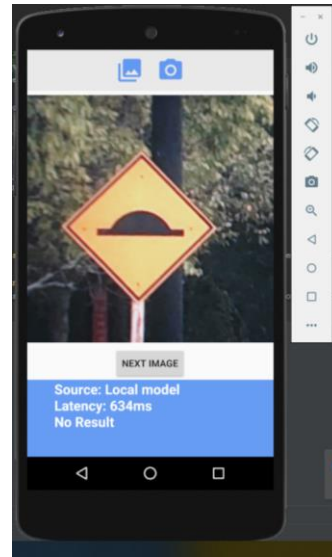 NEXT IMAGE
Source: Local model
Latency: 634ms
No Result